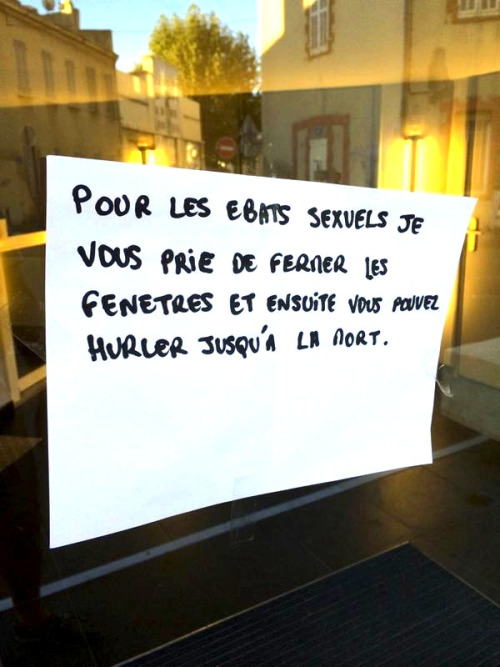 POUR LES EBATS SEXUELS JE
VOUS PRIE DE FERMER LES
FENETRES ET ENSUITE VOUS POUVEZ
HURLER JUSQU'À LA MORT.